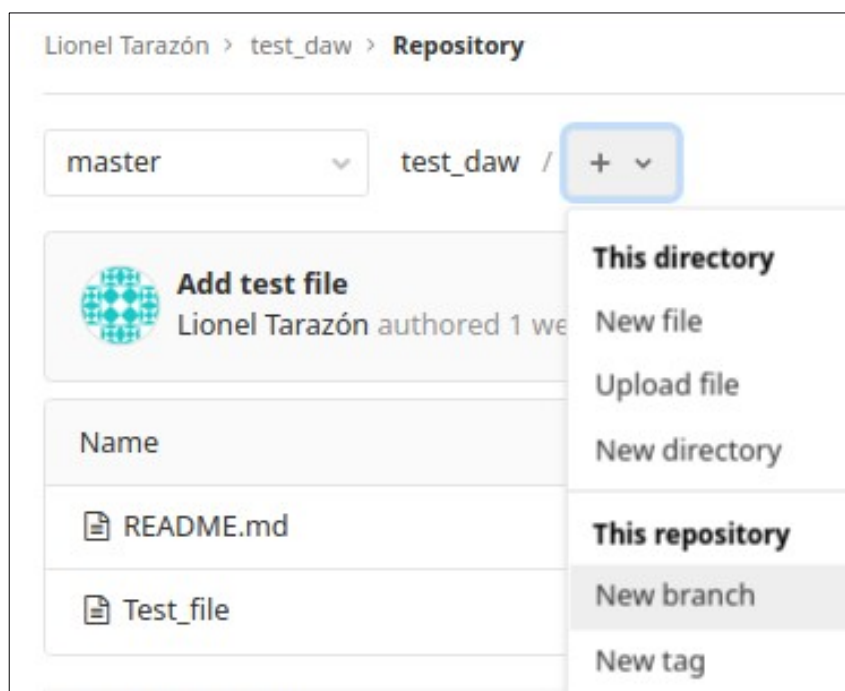 Lionel Tarazón > test_daw > Repository
master
test_daw / +
Add test file
Lionel Tarazón authored 1 we
Name
README.md
Test_file
This directory
New file
Upload file
New directory
This repository
New branch
New tag